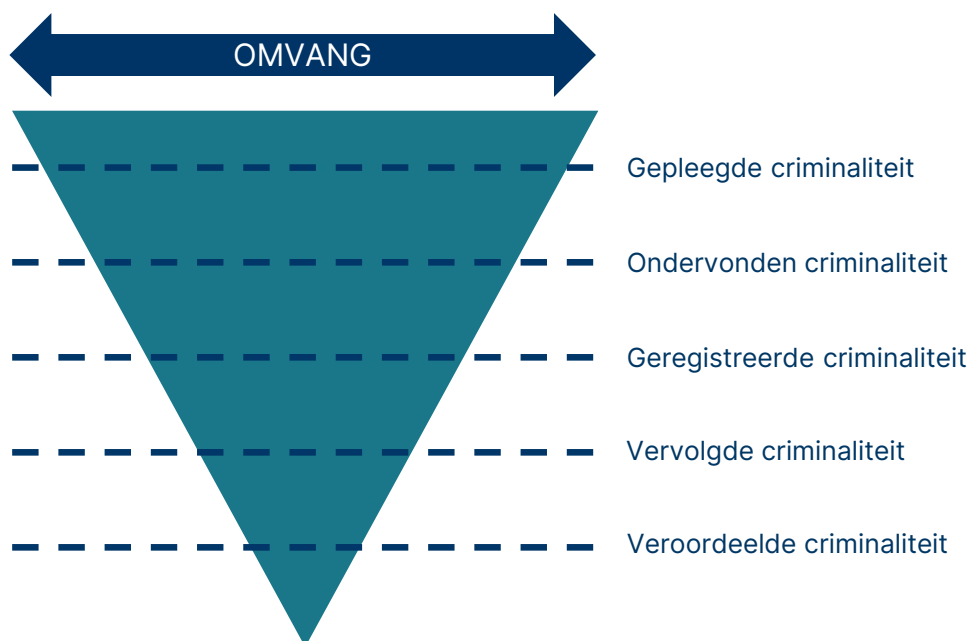 OMVANG
Gepleegde criminaliteit
Ondervonden criminaliteit
Geregistreerde criminaliteit
Vervolgde criminaliteit
Veroordeelde criminaliteit